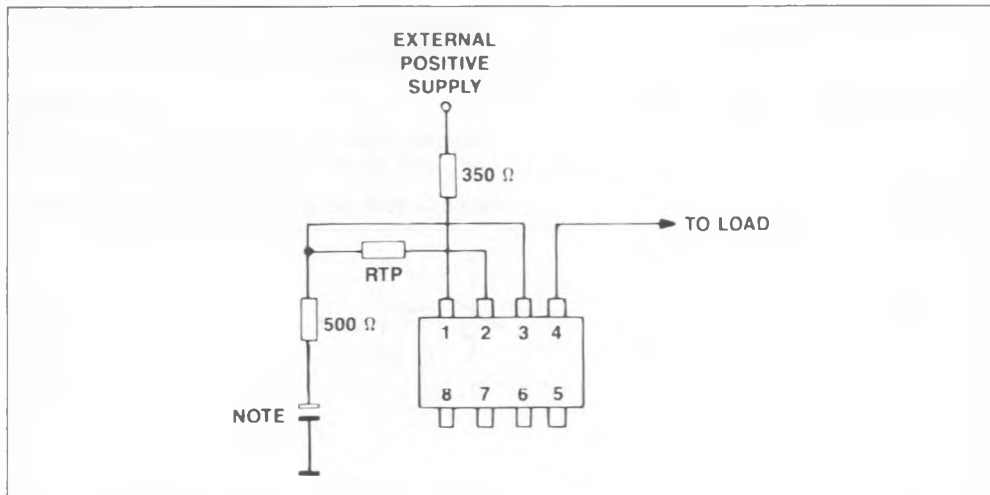 EXTERNAL
POSITIVE
SUPPLY
350 Ω
TO LOAD
RTP
500 Ω
1 2 3 4
8 7 6 5
NOTE